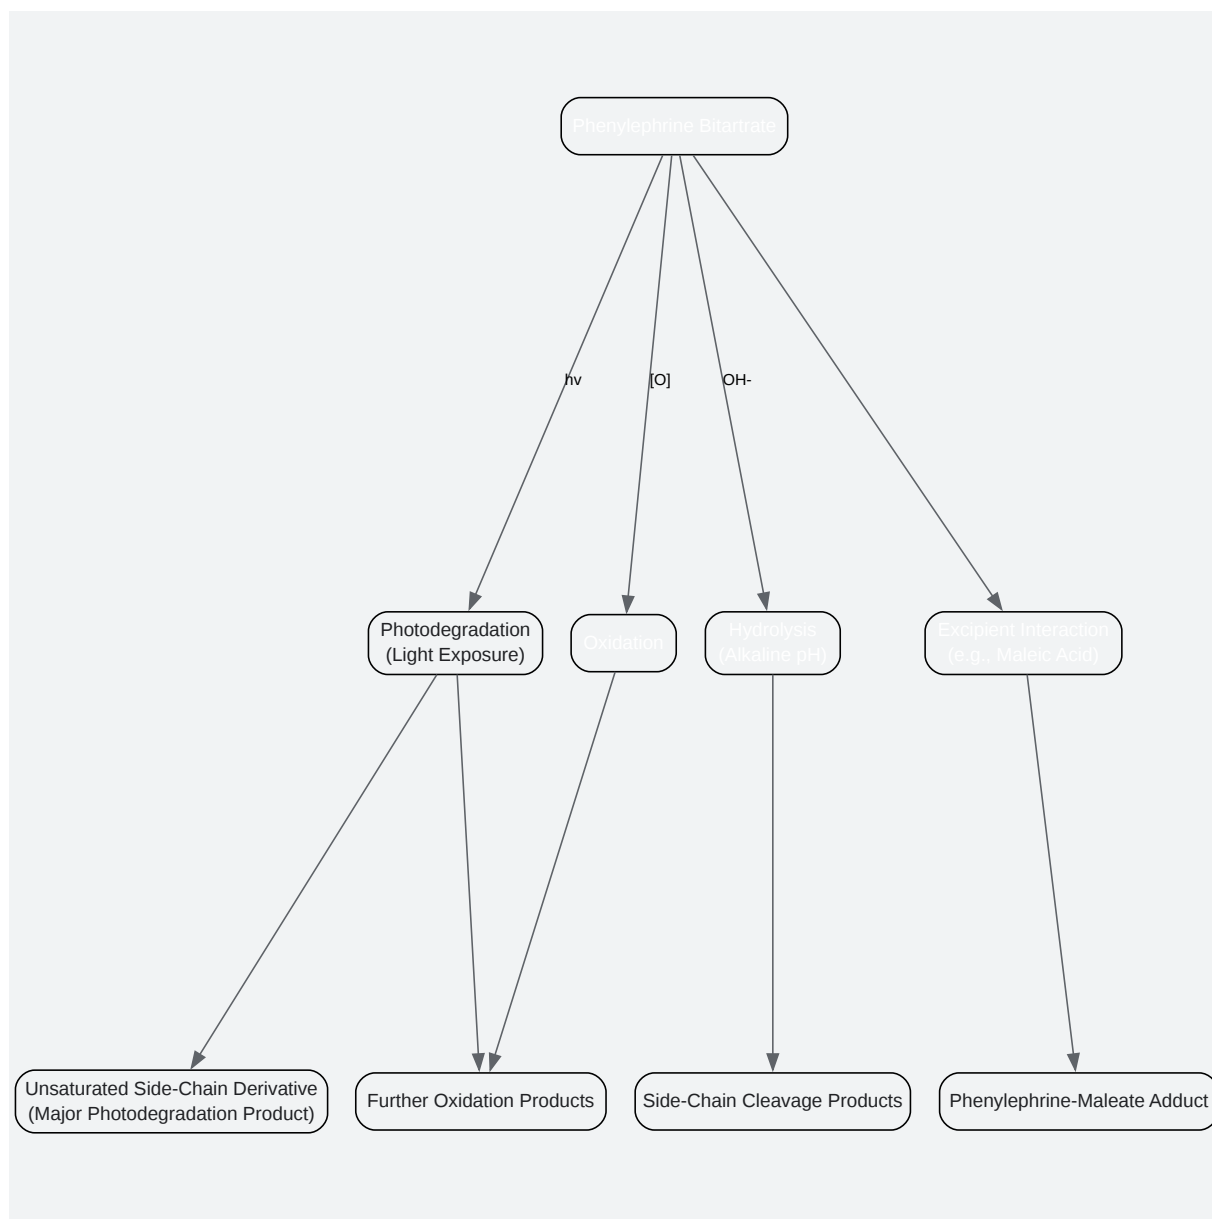 Phenylephrine Bitartrate
hv
[O]
OH-
Photodegradation
(Light Exposure)
Oxidation
Hydrolysis
(Alkaline pH)
Excipient Interaction
(e.g., Maleic Acid)
Unsaturated Side-Chain Derivative
(Major Photodegradation Product)
Further Oxidation Products
Side-Chain Cleavage Products
Phenylephrine-Maleate Adduct